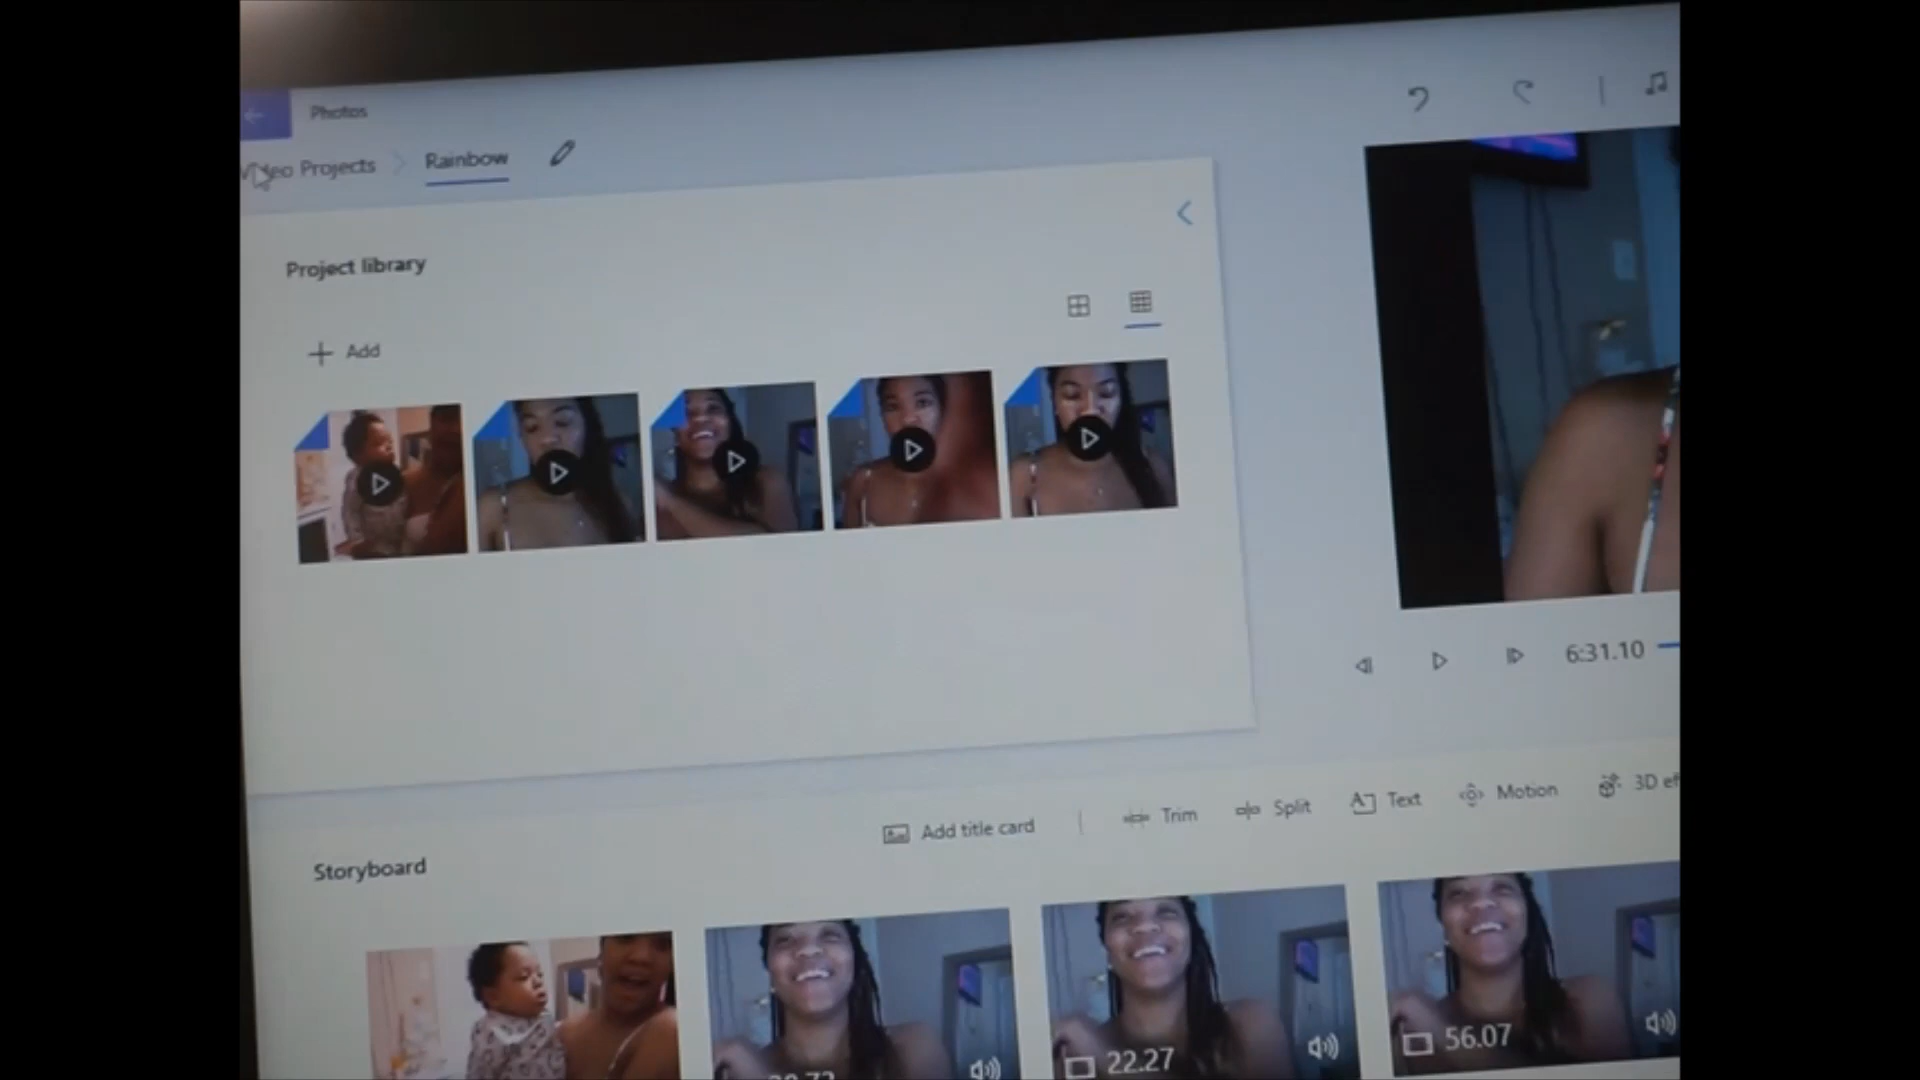 Photos
Video Projects
Rainbow
Project library
Add
6:31.10
Add title card
Trim
Split
Text
Motion
3D
Storyboard
22.27
56.07